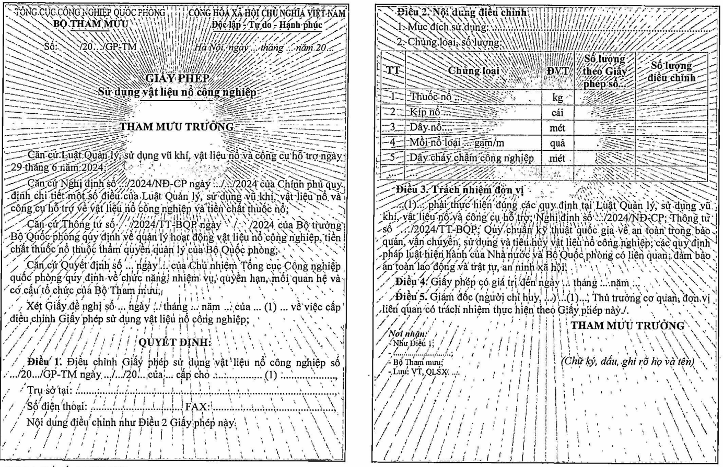 TỔNG CỤC CÔNG NGHIỆP QUỐC PHÒNG
BỘ THAM MƯU
CỘNG HÒA XÃ HỘI CHỦ NGHĨA VIỆT NAM
Độc lập - Tự do - Hạnh phúc
Số: /20.../GP-TM
Hà Nội, ngày ... tháng ... năm 20...
GIẤY PHÉP
Sử dụng vật liệu nổ công nghiệp
THAM MƯU TRƯỞNG
Căn cứ Luật Quản lý, sử dụng vũ khí, vật liệu nổ và công cụ hỗ trợ ngày
29 tháng 6 năm 2024;
Căn cứ Nghị định số .../2024/NĐ-CP ngày .../.../2024 của Chính phủ quy
định chi tiết một số điều của Luật Quản lý, sử dụng vũ khí, vật liệu nổ và
công cụ hỗ trợ về vật liệu nổ công nghiệp và tiền chất thuốc nổ;
Căn cứ Thông tư số .../2024/TT-BQP ngày .../.../2024 của Bộ trưởng
Bộ Quốc phòng quy định về quản lý hoạt động vật liệu nổ công nghiệp, tiền
chất thuốc nổ thuộc thẩm quyền quản lý của Bộ Quốc phòng;
Căn cứ Quyết định số ... ngày ... của Chủ nhiệm Tổng cục Công nghiệp
quốc phòng quy định về chức năng, nhiệm vụ, quyền hạn, mối quan hệ và
cơ cấu tổ chức của Bộ Tham mưu;
Xét Giấy đề nghị số ... ngày ... tháng ... năm ... của ... (1) ... về việc cấp
điều chỉnh Giấy phép sử dụng vật liệu nổ công nghiệp;
QUYẾT ĐỊNH:
Điều 1. Điều chỉnh Giấy phép sử dụng vật liệu nổ công nghiệp số
.../20.../GP-TM ngày .../.../20... của ... cấp cho ............ (1) ............,
Trụ sở tại: ............
Số điện thoại: ............ FAX: ............
Nội dung điều chỉnh như Điều 2 Giấy phép này.
Điều 2. Nội dung điều chỉnh
1. Mục đích sử dụng: ............
2. Chủng loại, số lượng:
TT Chủng loại ĐVT Số lượng theo Giấy phép số... Số lượng điều chỉnh
1 Thuốc nổ ... kg
2 Kíp nổ ... cái
3 Dây nổ ... mét
4 Mồi nổ loại ... gam/m quả
5 Dây cháy chậm công nghiệp mét
...
Điều 3. Trách nhiệm đơn vị
...(1)... phải thực hiện đúng các quy định tại Luật Quản lý, sử dụng vũ
khí, vật liệu nổ và công cụ hỗ trợ; Nghị định số .../2024/NĐ-CP; Thông tư
số .../2024/TT-BQP; Quy chuẩn kỹ thuật quốc gia về an toàn trong bảo
quản, vận chuyển, sử dụng và tiêu hủy vật liệu nổ công nghiệp; các quy định
pháp luật hiện hành của Nhà nước và Bộ Quốc phòng có liên quan; đảm bảo
an toàn lao động và trật tự, an ninh xã hội.
Điều 4. Giấy phép có giá trị đến ngày ... tháng ...năm ...
Điều 5. Giám đốc (người chỉ huy, ...) ...(1)..., Thủ trưởng cơ quan, đơn vị
liên quan có trách nhiệm thực hiện theo Giấy phép này./.
THAM MƯU TRƯỞNG
(Chữ ký, dấu, ghi rõ họ và tên)
Nơi nhận:
- Như Điều 1;
- ............;
- Bộ Tham mưu;
- Lưu: VT, QLSX; ...